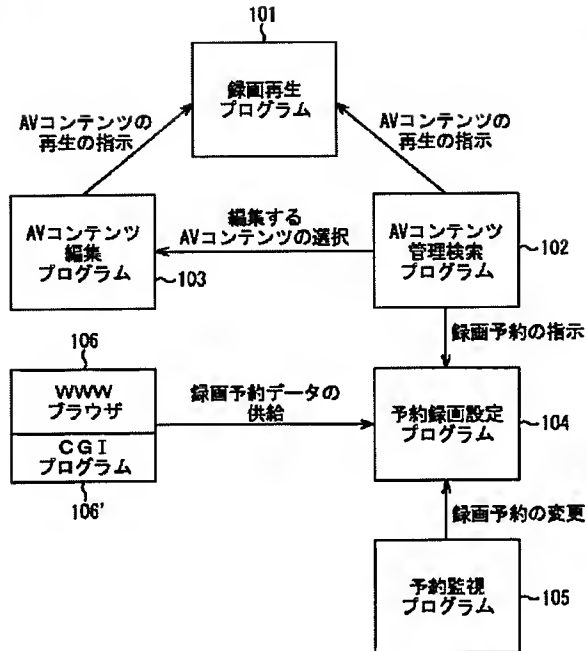 101
録画再生
プログラム
AVコンテンツの
再生の指示
AVコンテンツの
再生の指示
AVコンテンツ
編集
プログラム
103
編集する
AVコンテンツの選択
AVコンテンツ
管理検索
プログラム
102
録画予約の指示
106
WWW
ブラウザ
CGI
プログラム
106'
録画予約データの
供給
予約録画設定
プログラム
104
録画予約の変更
予約監視
プログラム
105